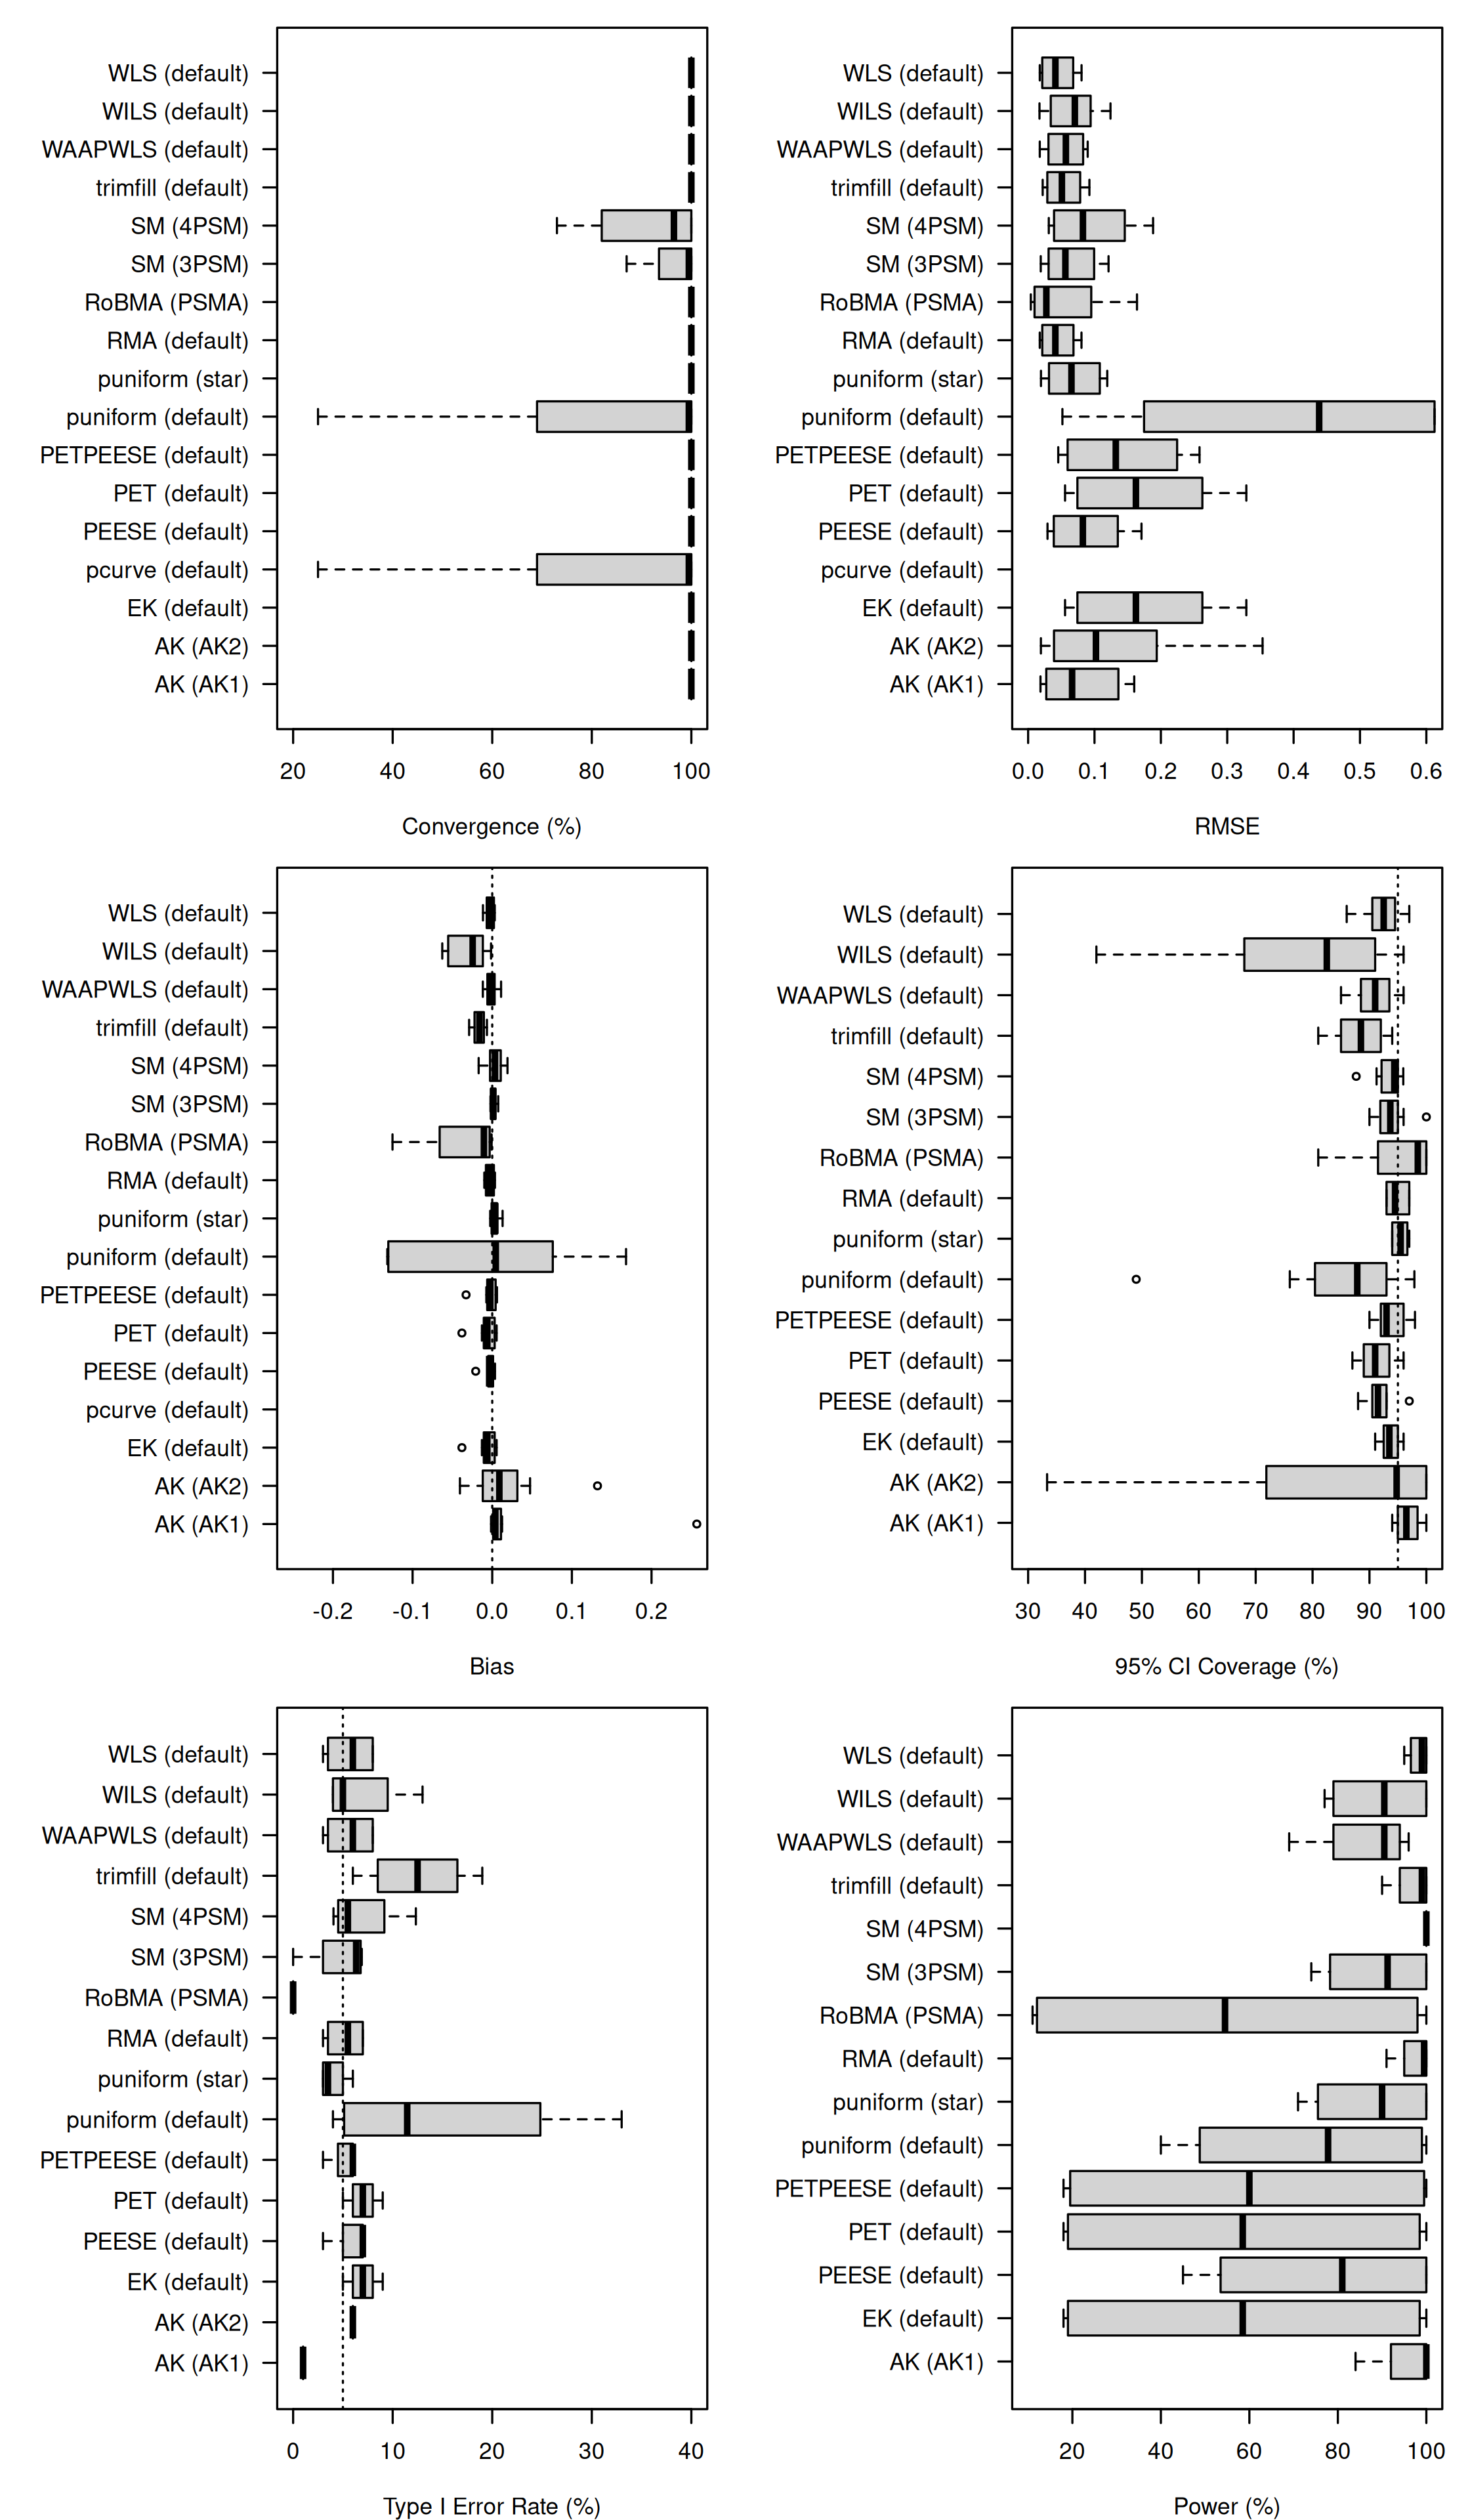 WLS (default)
WILS (default)
WAAPWLS (default)
trimfill (default)
SM (4PSM)
SM (3PSM)
RoBMA (PSMA)
RMA (default)
puniform (star)
puniform (default)
PETPEESE (default)
PET (default)
PEESE (default)
pcurve (default)
EK (default)
AK (AK2)
AK (AK1)
20 40 60 80 100
Convergence (%)
WLS (default)
WILS (default)
WAAPWLS (default)
trimfill (default)
SM (4PSM)
SM (3PSM)
RoBMA (PSMA)
RMA (default)
puniform (star)
puniform (default)
PETPEESE (default)
PET (default)
PEESE (default)
pcurve (default)
EK (default)
AK (AK2)
AK (AK1)
0.0 0.1 0.2 0.3 0.4 0.5 0.6
RMSE
WLS (default)
WILS (default)
WAAPWLS (default)
trimfill (default)
SM (4PSM)
SM (3PSM)
RoBMA (PSMA)
RMA (default)
puniform (star)
puniform (default)
PETPEESE (default)
PET (default)
PEESE (default)
pcurve (default)
EK (default)
AK (AK2)
AK (AK1)
-0.2 -0.1 0.0 0.1 0.2
Bias
WLS (default)
WILS (default)
WAAPWLS (default)
trimfill (default)
SM (4PSM)
SM (3PSM)
RoBMA (PSMA)
RMA (default)
puniform (star)
puniform (default)
PETPEESE (default)
PET (default)
PEESE (default)
EK (default)
AK (AK2)
AK (AK1)
30 40 50 60 70 80 90 100
95% CI Coverage (%)
WLS (default)
WILS (default)
WAAPWLS (default)
trimfill (default)
SM (4PSM)
SM (3PSM)
RoBMA (PSMA)
RMA (default)
puniform (star)
puniform (default)
PETPEESE (default)
PET (default)
PEESE (default)
EK (default)
AK (AK2)
AK (AK1)
0 10 20 30 40
Type I Error Rate (%)
WLS (default)
WILS (default)
WAAPWLS (default)
trimfill (default)
SM (4PSM)
SM (3PSM)
RoBMA (PSMA)
RMA (default)
puniform (star)
puniform (default)
PETPEESE (default)
PET (default)
PEESE (default)
EK (default)
AK (AK1)
20 40 60 80 100
Power (%)